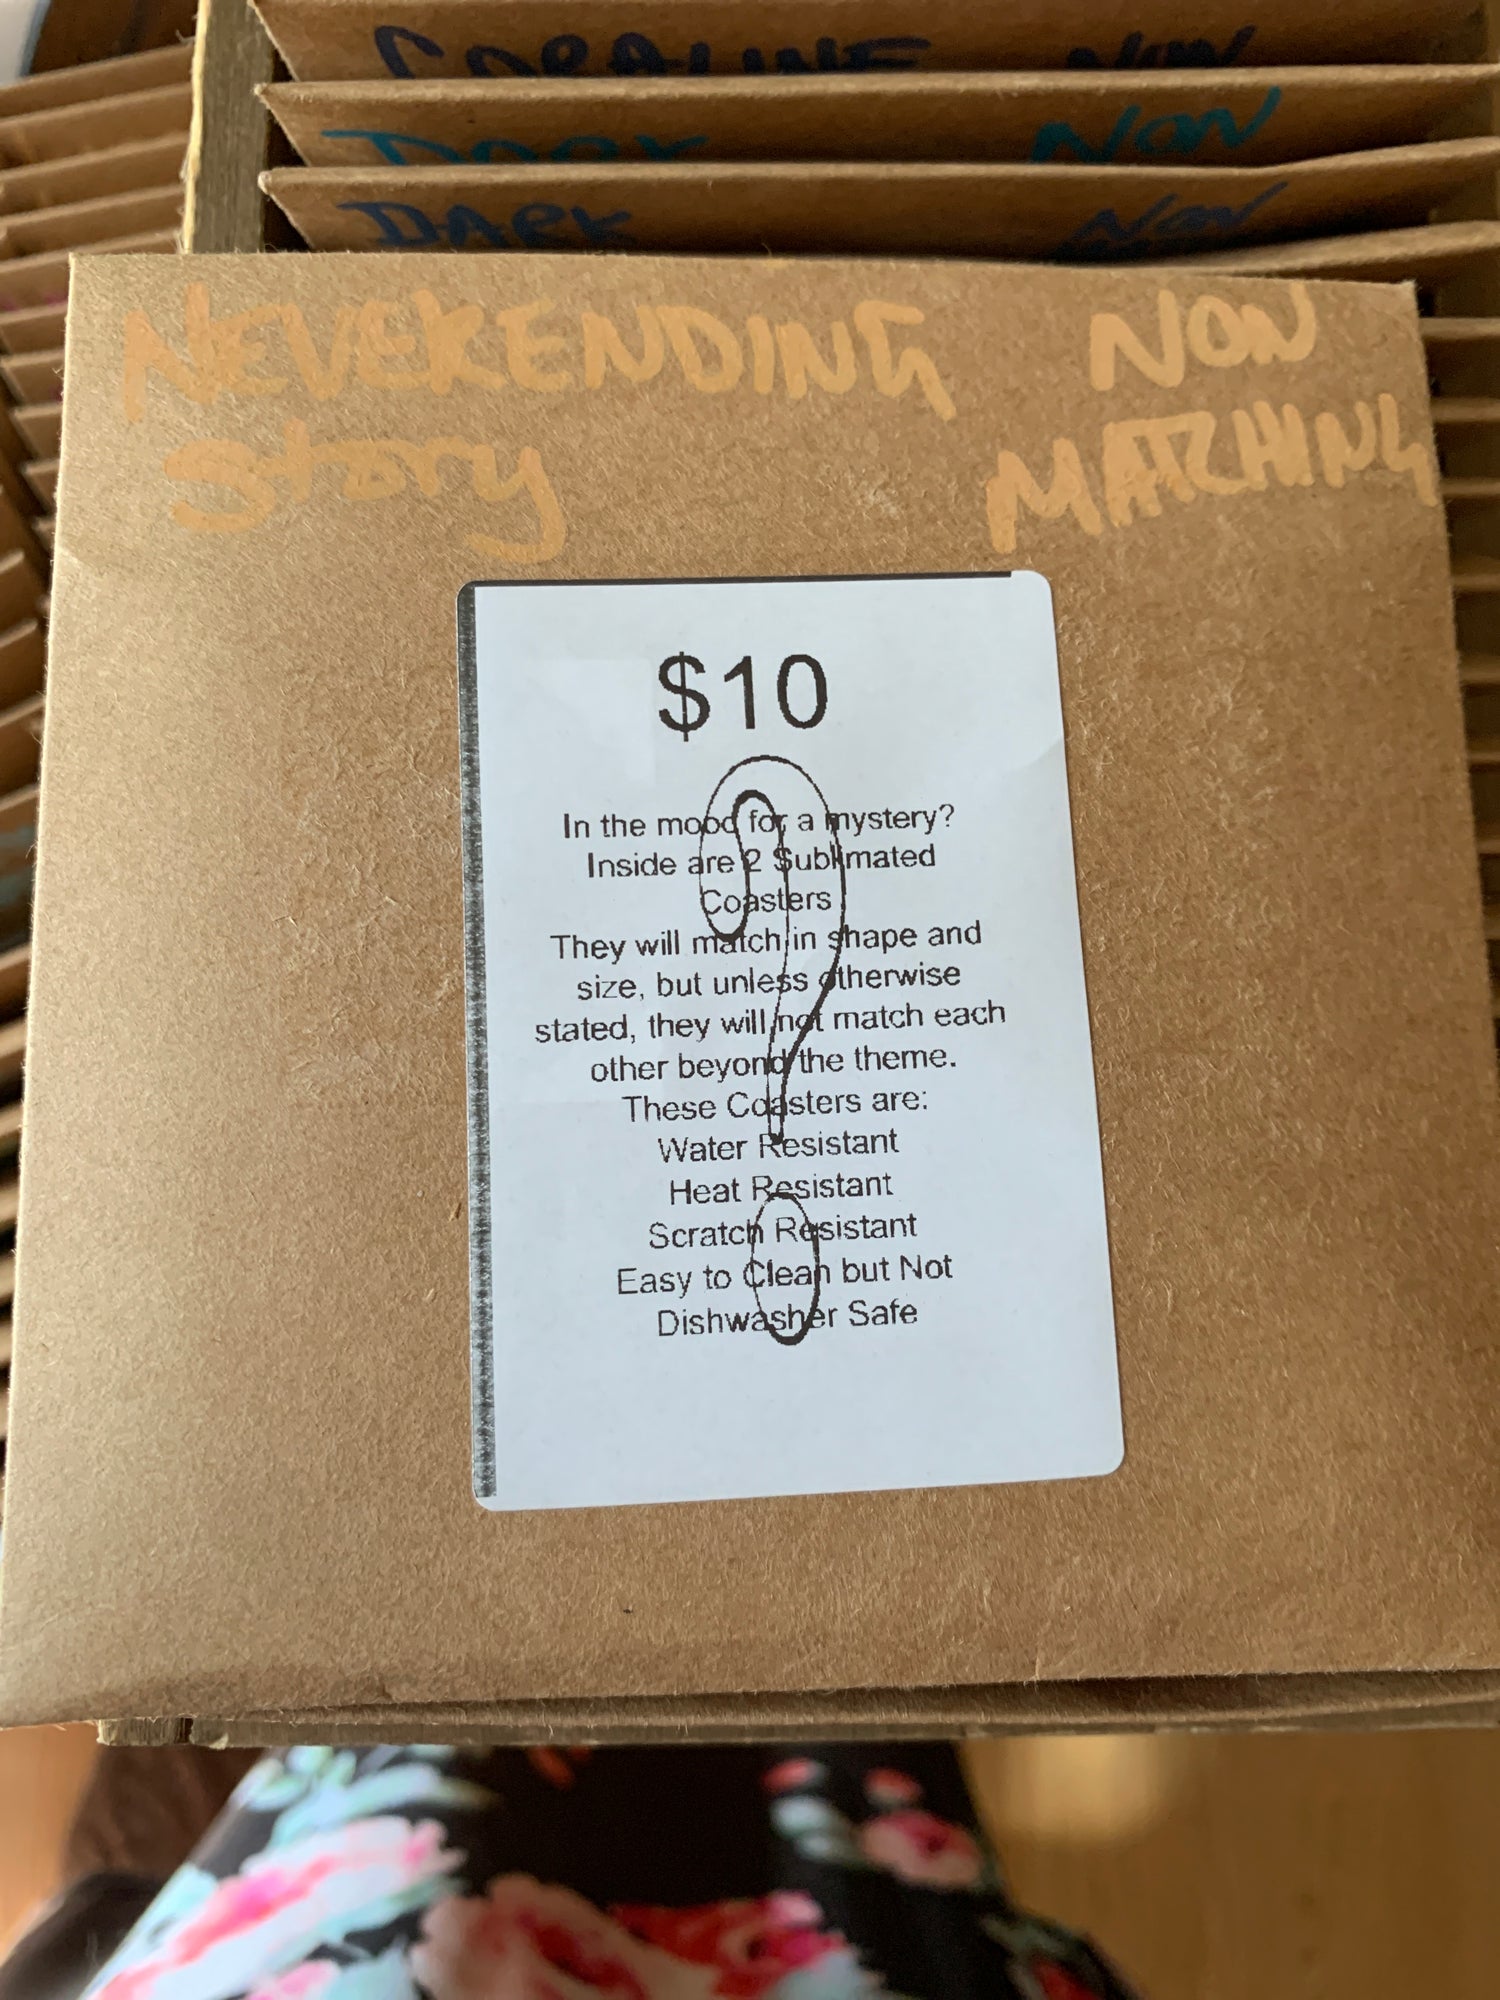 CORALINE NON
DARK NON
NEVERENDING NON
Story MATCHING
$10
In the mood for a mystery?
Inside are 2 Sublimated
Coasters
They will match in shape and
size, but unless otherwise
stated, they will not match each
other beyond the theme.
These Coasters are:
Water Resistant
Heat Resistant
Scratch Resistant
Easy to Clean but Not
Dishwasher Safe